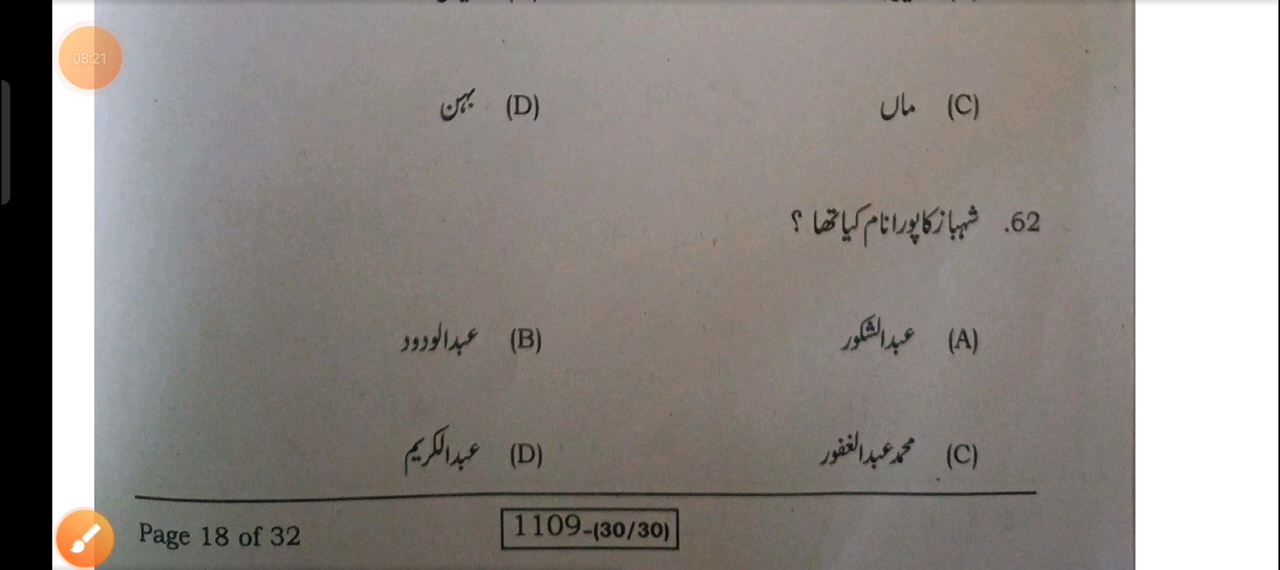 08:21
(C) ماں (D) بہن
62. شہباز کا پورا نام کیا تھا ؟
(A) عبدالشکور (B) عبدالودود
(C) محمد عبدالغفور (D) عبدالکریم
Page 18 of 32 1109-(30/30)